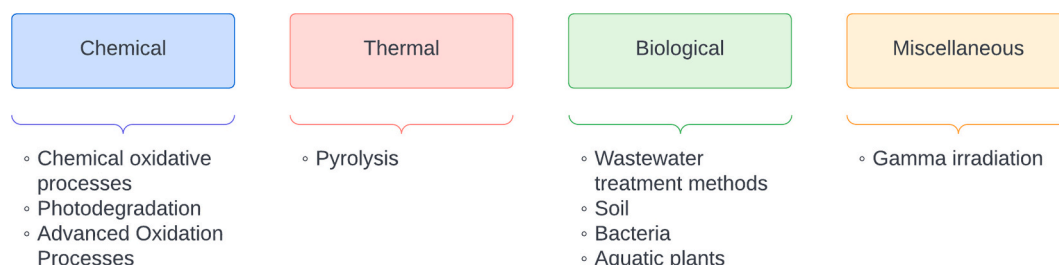 Chemical
Thermal
Biological
Miscellaneous
◦ Chemical oxidative
processes
◦ Photodegradation
◦ Advanced Oxidation
Processes
◦ Pyrolysis
◦ Wastewater
treatment methods
◦ Soil
◦ Bacteria
◦ Aquatic plants
◦ Gamma irradiation